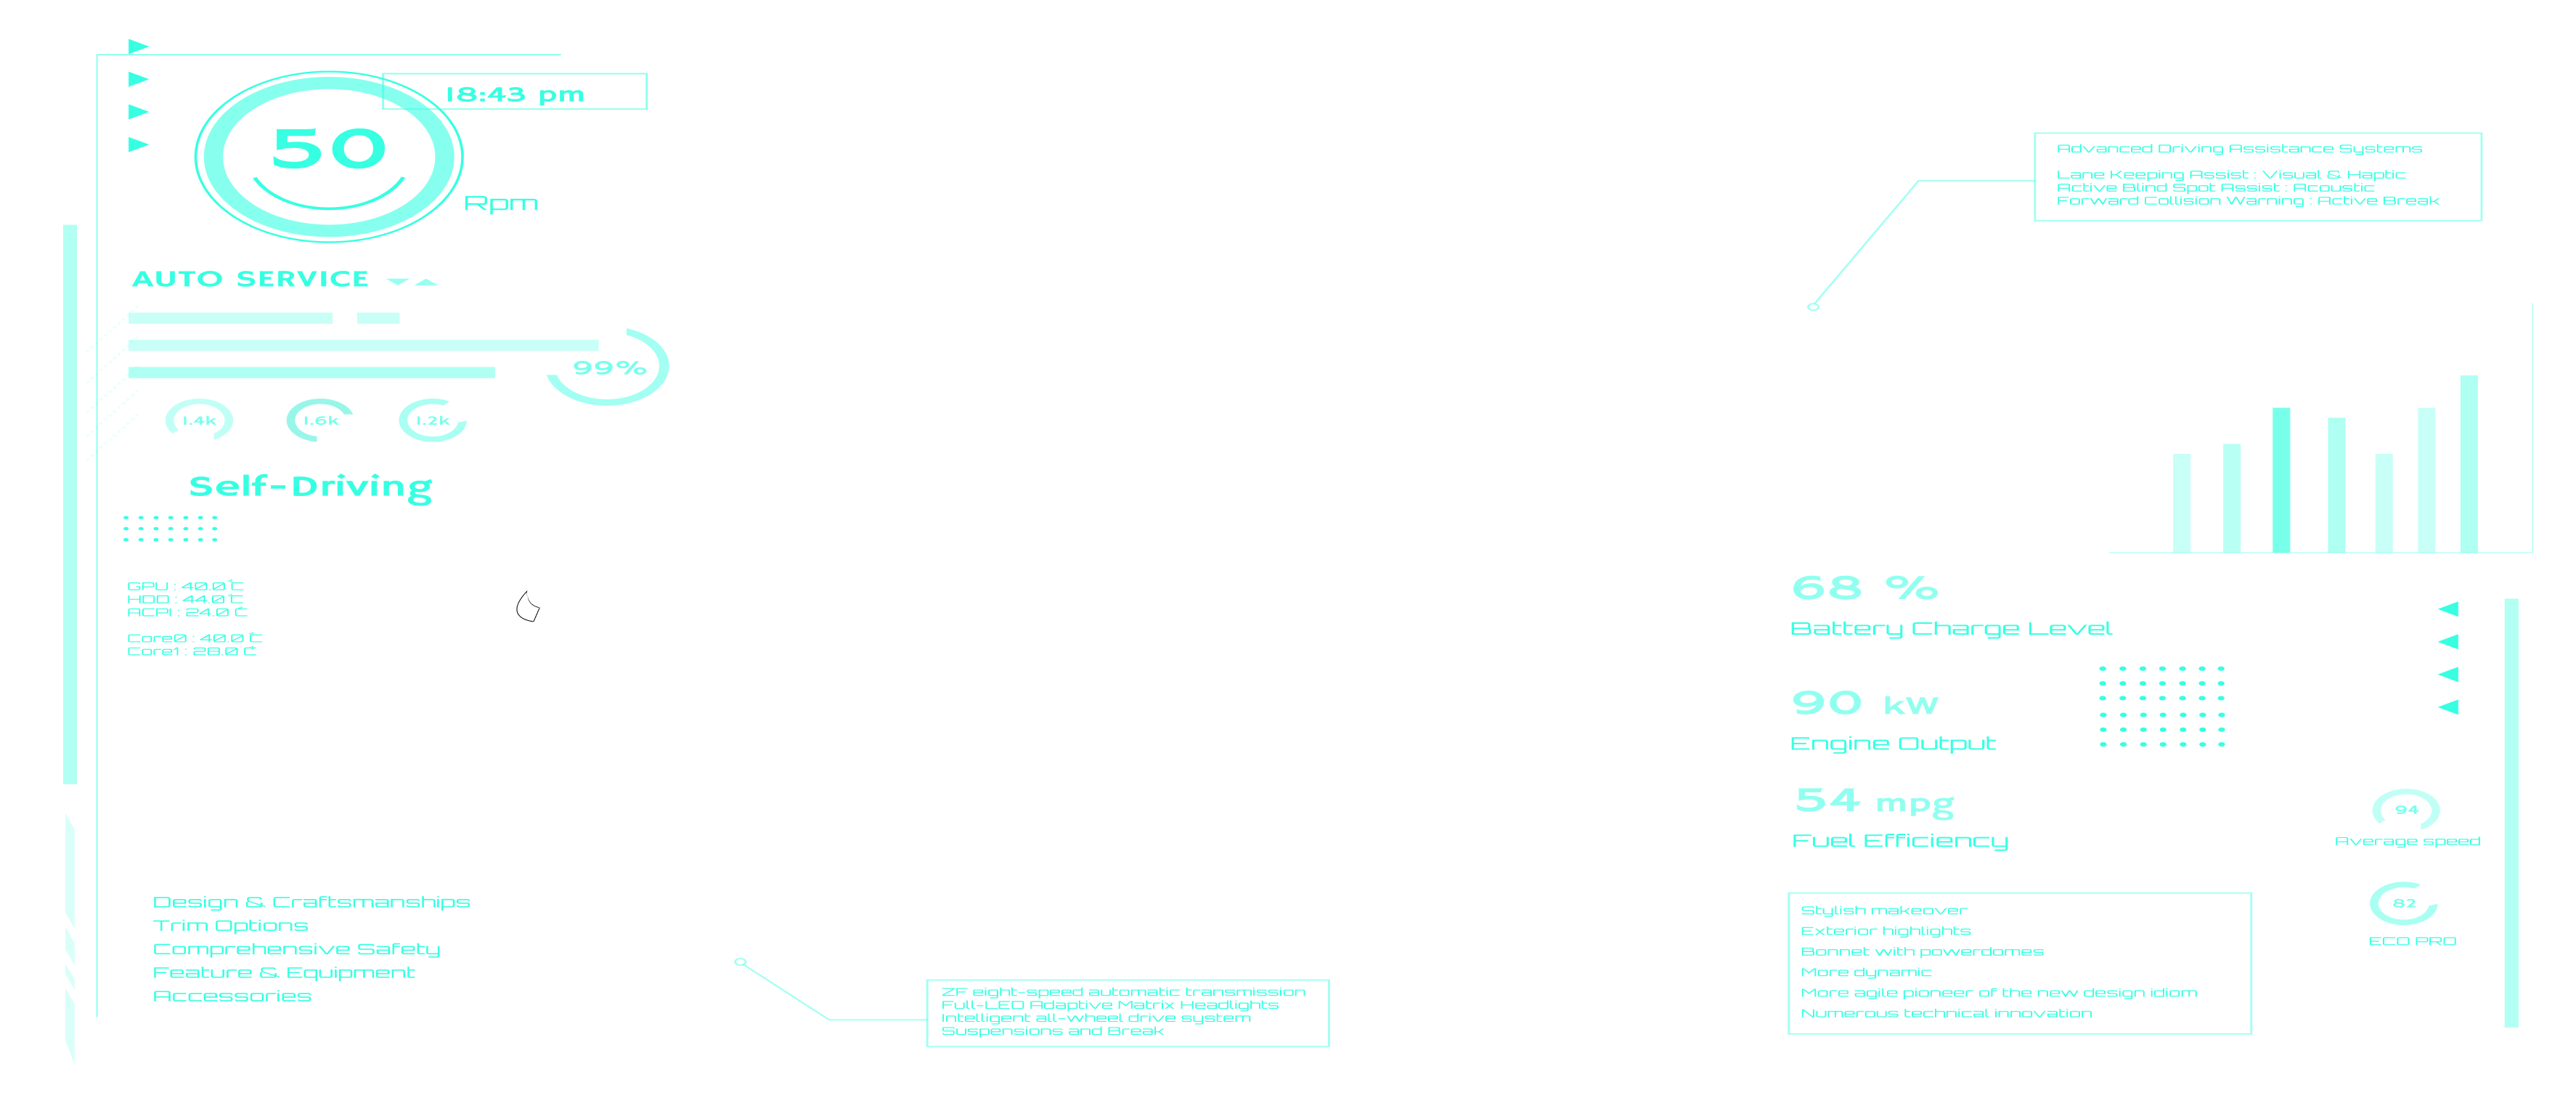 18:43 pm
50
Rpm
AUTO SERVICE
99%
1.4k
1.6k
1.2k
Self-Driving
GPU : 40.0℃
HDD : 44.0℃
ACPI : 24.0℃
Core0 : 40.0℃
Core1 : 28.0℃
Design & Craftsmanships
Trim Options
Comprehensive Safety
Feature & Equipment
Accessories
ZF eight-speed automatic transmission
Full-LED Adaptive Matrix Headlights
Intelligent all-wheel drive system
Suspensions and Break
Advanced Driving Assistance Systems
Lane Keeping Assist : Visual & Haptic
Active Blind Spot Assist : Acoustic
Forward Collision Warning : Active Break
68 %
Battery Charge Level
90 kW
Engine Output
54 mpg
Fuel Efficiency
94
Average speed
82
ECO PRO
Stylish makeover
Exterior highlights
Bonnet with powerdomes
More dynamic
More agile pioneer of the new design idiom
Numerous technical innovation